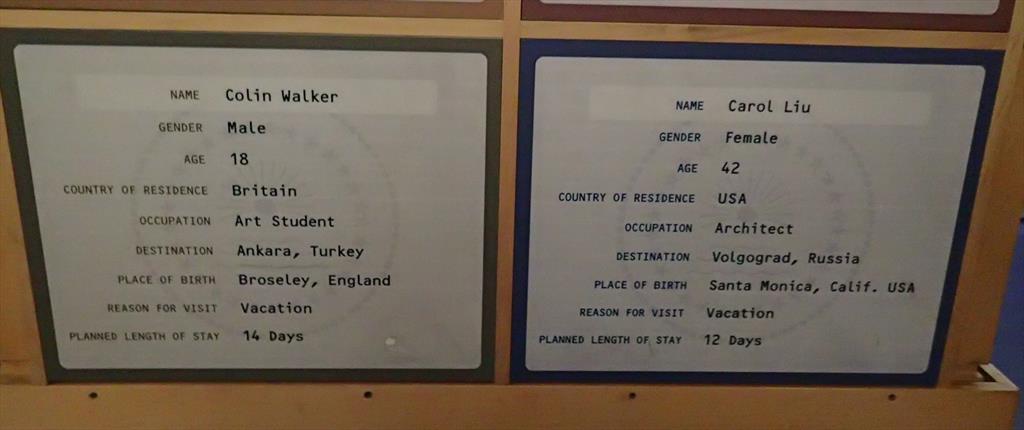 NAME Colin Walker
GENDER Male
AGE 18
COUNTRY OF RESIDENCE Britain
OCCUPATION Art Student
DESTINATION Ankara, Turkey
PLACE OF BIRTH Broseley, England
REASON FOR VISIT Vacation
PLANNED LENGTH OF STAY 14 Days
NAME Carol Liu
GENDER Female
AGE 42
COUNTRY OF RESIDENCE USA
OCCUPATION Architect
DESTINATION Volgograd, Russia
PLACE OF BIRTH Santa Monica, Calif. USA
REASON FOR VISIT Vacation
PLANNED LENGTH OF STAY 12 Days